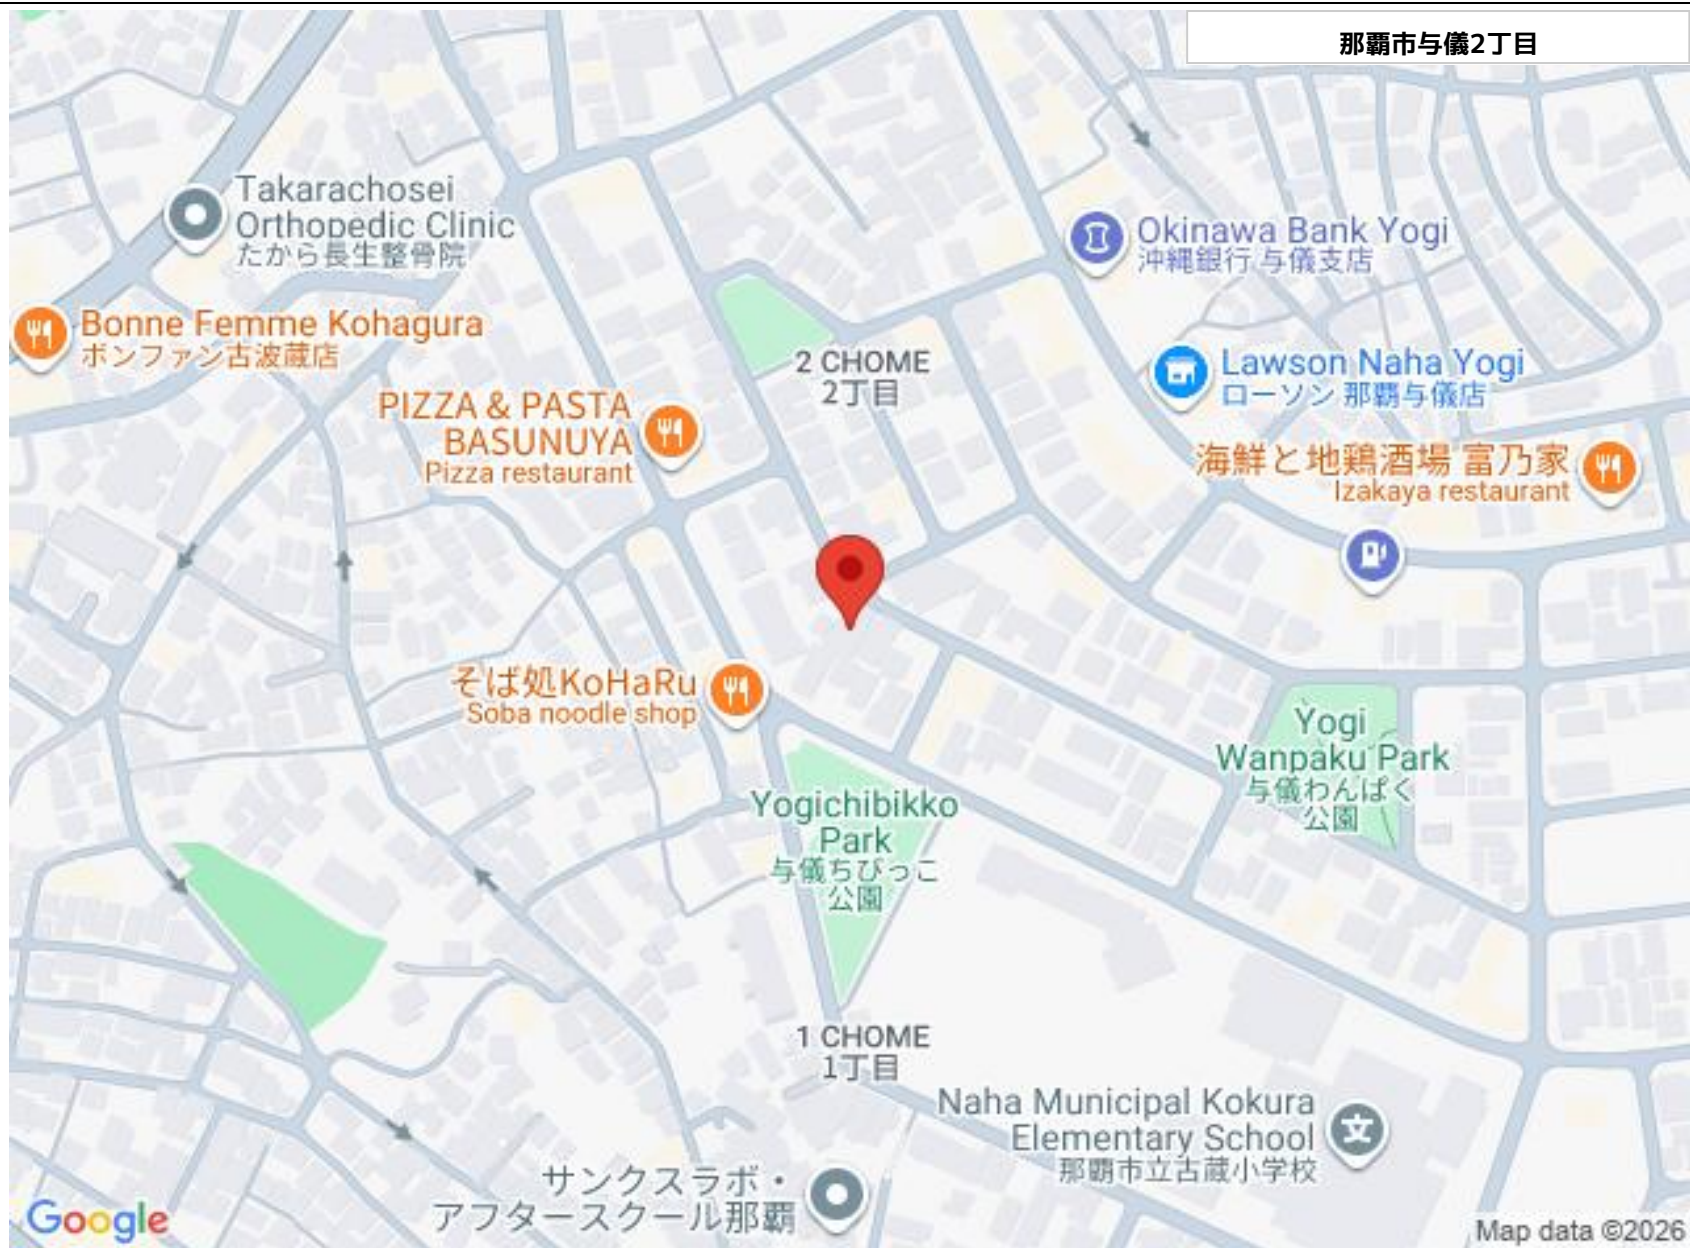 那覇市与儀2丁目
Takarachosei
Orthopedic Clinic
たから長生整骨院
Okinawa Bank Yogi
沖縄銀行 与儀支店
Bonne Femme Kohagura
ボンファン古波蔵店
2 CHOME
2丁目
Lawson Naha Yogi
ローソン 那覇与儀店
PIZZA & PASTA
BASUNUYA
Pizza restaurant
海鮮と地鶏酒場 富乃家
Izakaya restaurant
そば処KoHaRu
Soba noodle shop
Yogi
Wanpaku Park
与儀わんぱく
公園
Yogichibikko
Park
与儀ちびっこ
公園
1 CHOME
1丁目
Naha Municipal Kokura
Elementary School
那覇市立古蔵小学校
文
サンクスラボ・
アフタースクール那覇
Google
Map data ©2026